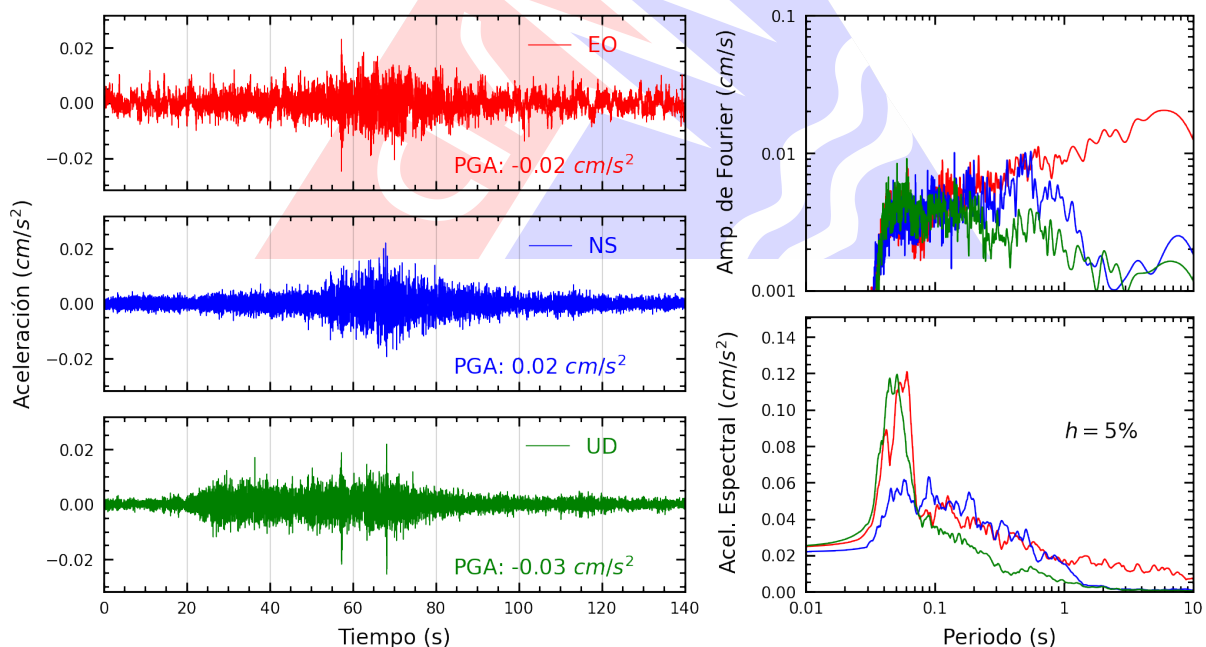 Aceleración (cm/s²)
0.02
0.00
−0.02
EO
PGA: -0.02 cm/s²
0.02
0.00
−0.02
NS
PGA: 0.02 cm/s²
0.02
0.00
−0.02
UD
PGA: -0.03 cm/s²
0 20 40 60 80 100 120 140
Tiempo (s)
Amp. de Fourier (cm/s)
0.1
0.01
0.001
Acel. Espectral (cm/s²)
0.14
0.12
0.10
0.08
0.06
0.04
0.02
0.00
h = 5%
0.01 0.1 1 10
Periodo (s)